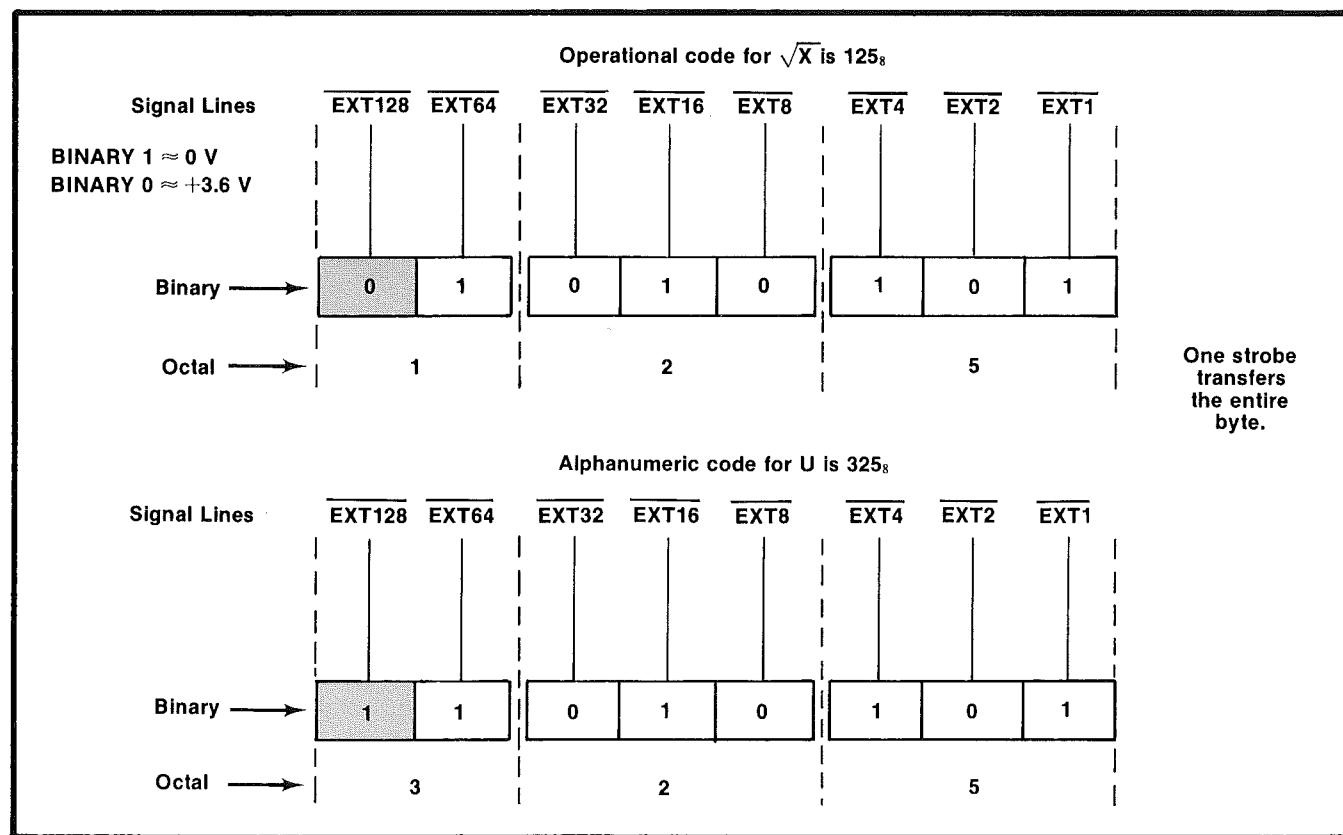 Operational code for √X is 125₈
Signal Lines EXT128 EXT64 EXT32 EXT16 EXT8 EXT4 EXT2 EXT1
BINARY 1 ≈ 0 V
BINARY 0 ≈ +3.6 V
Binary 0 1 0 1 0 1 0 1
Octal 1 2 5
One strobe
transfers
the entire
byte.
Alphanumeric code for U is 325₈
Signal Lines EXT128 EXT64 EXT32 EXT16 EXT8 EXT4 EXT2 EXT1
Binary 1 1 0 1 0 1 0 1
Octal 3 2 5